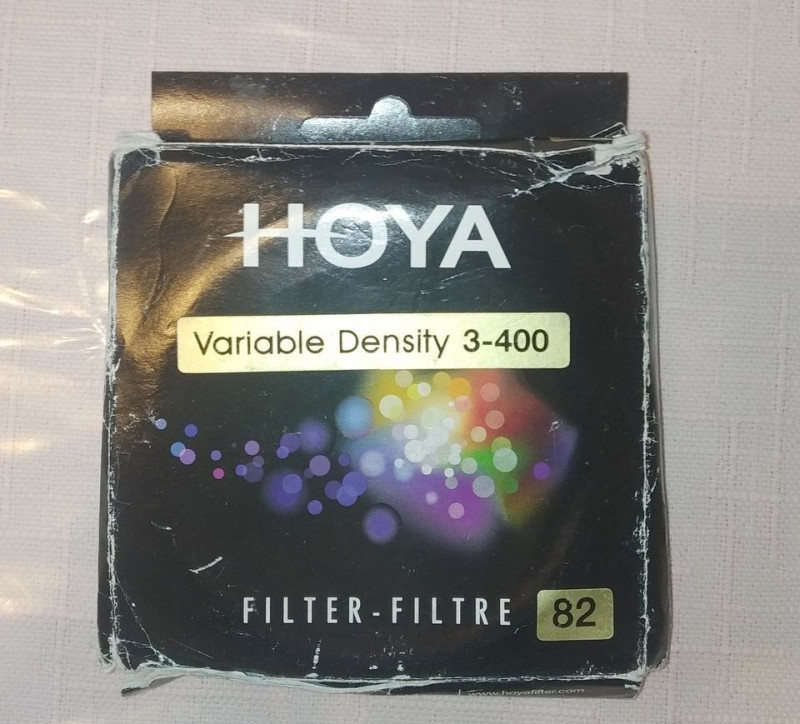 HOYA
Variable Density 3-400
FILTER-FILTRE 82
www.hoyafilter.com